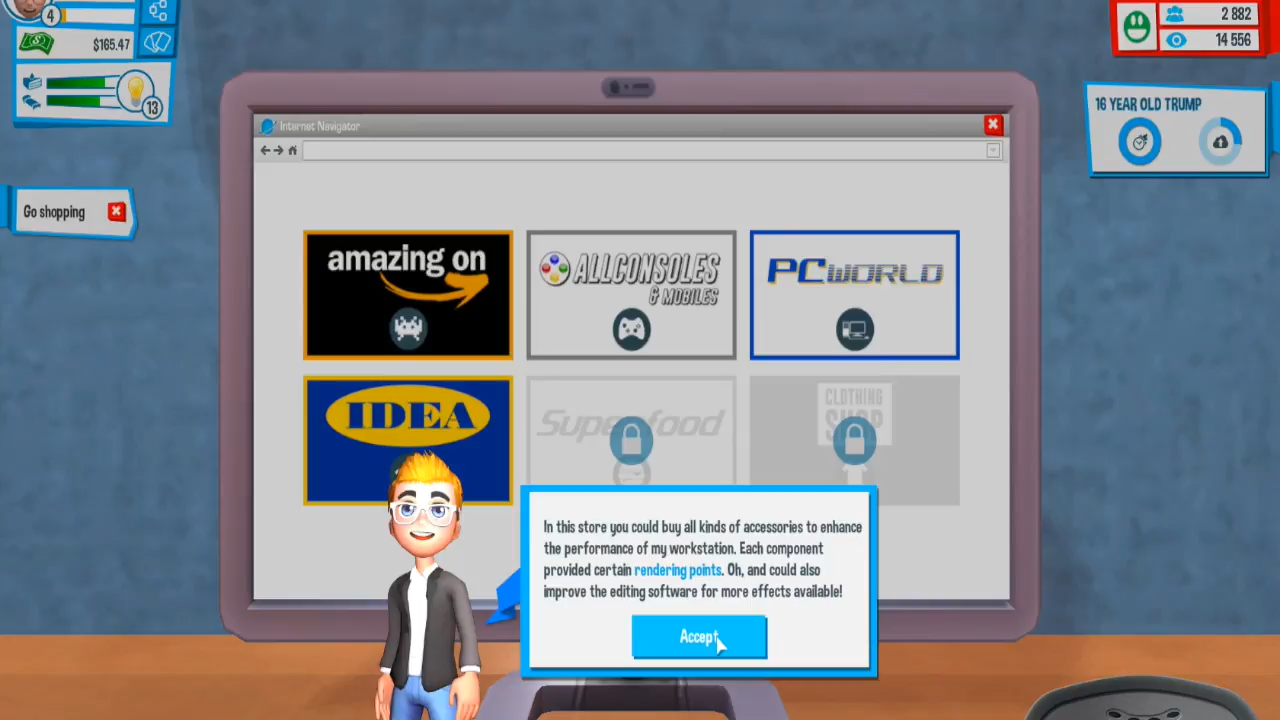 4
$165.47
13
2 882
14 556
16 YEAR OLD TRUMP
Go shopping
Internet Navigator
amazing on
ALLCONSOLES
& MOBILES
PCWORLD
IDEA
Superfood
CLOTHING
SHOP
In this store you could buy all kinds of accessories to enhance
the performance of my workstation. Each component
provided certain rendering points. Oh, and could also
improve the editing software for more effects available!
Accept